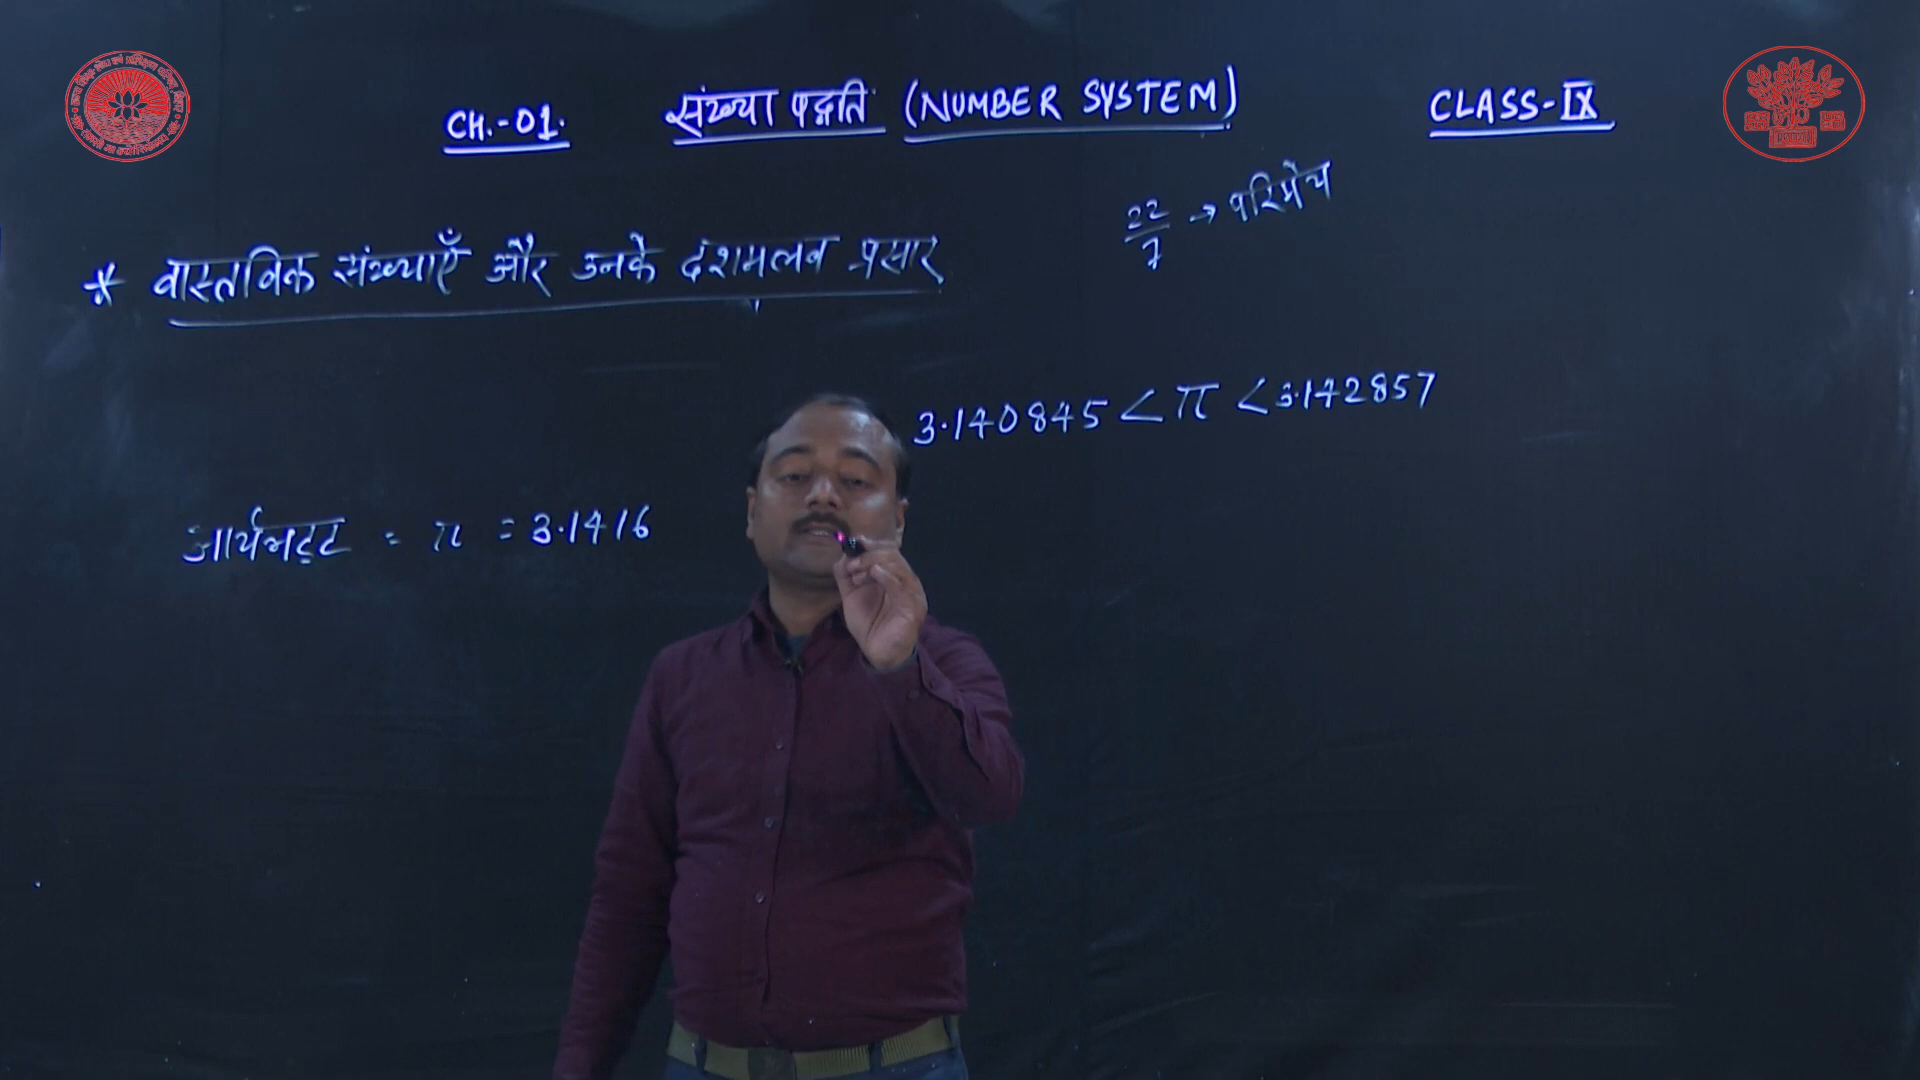 CH.-01. संख्या पद्धति (NUMBER SYSTEM) CLASS-IX
22/7 → परिमेय
* वास्तविक संख्याएँ और उनके दशमलव प्रसार
3.140845 < π < 3.142857
आर्यभट्ट = π = 3.1416